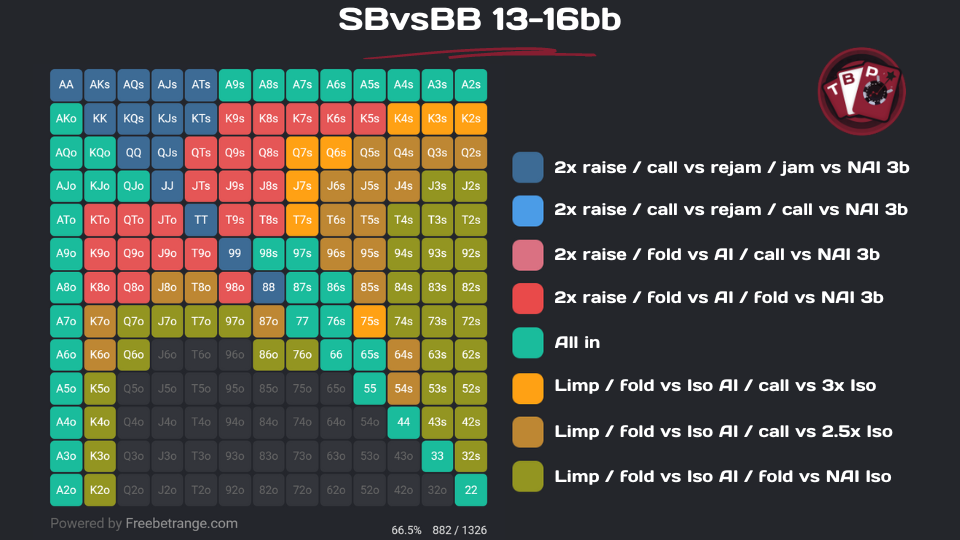 SBvsBB 13-16bb
T B P
AA AKs AQs AJs ATs A9s A8s A7s A6s A5s A4s A3s A2s
AKo KK KQs KJs KTs K9s K8s K7s K6s K5s K4s K3s K2s
AQo KQo QQ QJs QTs Q9s Q8s Q7s Q6s Q5s Q4s Q3s Q2s
AJo KJo QJo JJ JTs J9s J8s J7s J6s J5s J4s J3s J2s
ATo KTo QTo JTo TT T9s T8s T7s T6s T5s T4s T3s T2s
A9o K9o Q9o J9o T9o 99 98s 97s 96s 95s 94s 93s 92s
A8o K8o Q8o J8o T8o 98o 88 87s 86s 85s 84s 83s 82s
A7o K7o Q7o J7o T7o 97o 87o 77 76s 75s 74s 73s 72s
A6o K6o Q6o J6o T6o 96o 86o 76o 66 65s 64s 63s 62s
A5o K5o Q5o J5o T5o 95o 85o 75o 65o 55 54s 53s 52s
A4o K4o Q4o J4o T4o 94o 84o 74o 64o 54o 44 43s 42s
A3o K3o Q3o J3o T3o 93o 83o 73o 63o 53o 43o 33 32s
A2o K2o Q2o J2o T2o 92o 82o 72o 62o 52o 42o 32o 22
2x raise / call vs rejam / jam vs NAI 3b
2x raise / call vs rejam / call vs NAI 3b
2x raise / fold vs AI / call vs NAI 3b
2x raise / fold vs AI / fold vs NAI 3b
All in
Limp / fold vs Iso AI / call vs 3x Iso
Limp / fold vs Iso AI / call vs 2.5x Iso
Limp / fold vs Iso AI / fold vs NAI Iso
Powered by Freebetrange.com
66.5% 882 / 1326